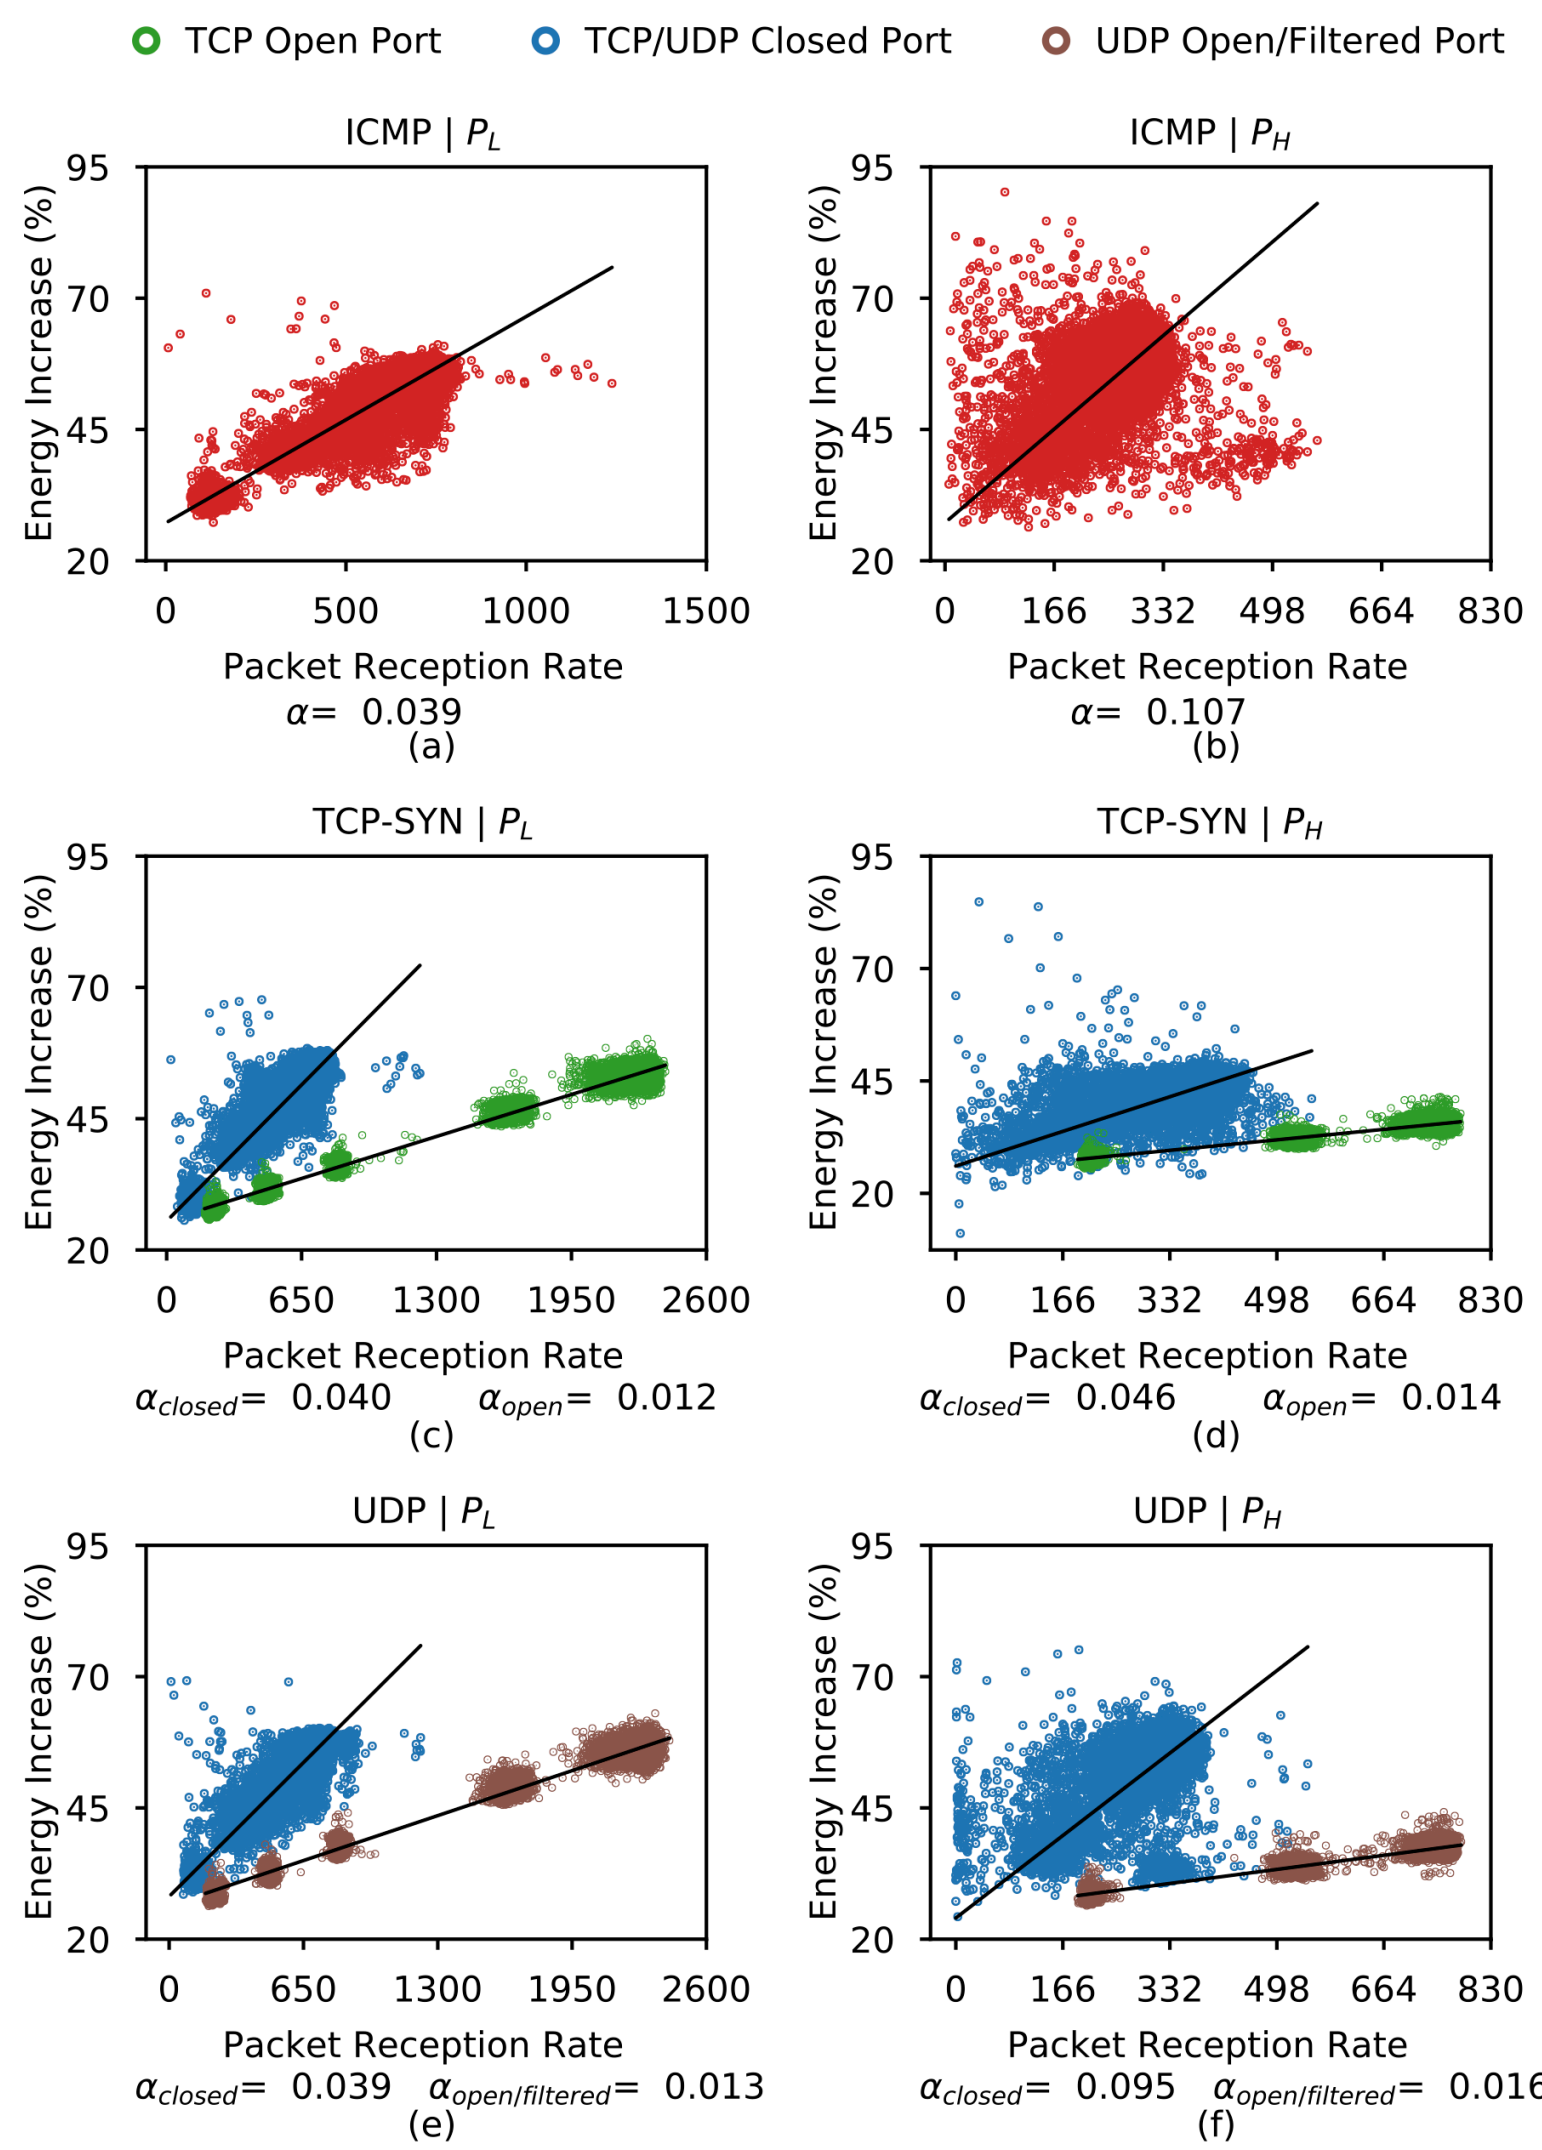 TCP Open Port TCP/UDP Closed Port UDP Open/Filtered Port
ICMP | P_L
95
70
45
20
Energy Increase (%)
0 500 1000 1500
Packet Reception Rate
α= 0.039
(a)
ICMP | P_H
95
70
45
20
Energy Increase (%)
0 166 332 498 664 830
Packet Reception Rate
α= 0.107
(b)
TCP-SYN | P_L
95
70
45
20
Energy Increase (%)
0 650 1300 1950 2600
Packet Reception Rate
α_closed= 0.040 α_open= 0.012
(c)
TCP-SYN | P_H
95
70
45
20
Energy Increase (%)
0 166 332 498 664 830
Packet Reception Rate
α_closed= 0.046 α_open= 0.014
(d)
UDP | P_L
95
70
45
20
Energy Increase (%)
0 650 1300 1950 2600
Packet Reception Rate
α_closed= 0.039 α_open/filtered= 0.013
(e)
UDP | P_H
95
70
45
20
Energy Increase (%)
0 166 332 498 664 830
Packet Reception Rate
α_closed= 0.095 α_open/filtered= 0.016
(f)